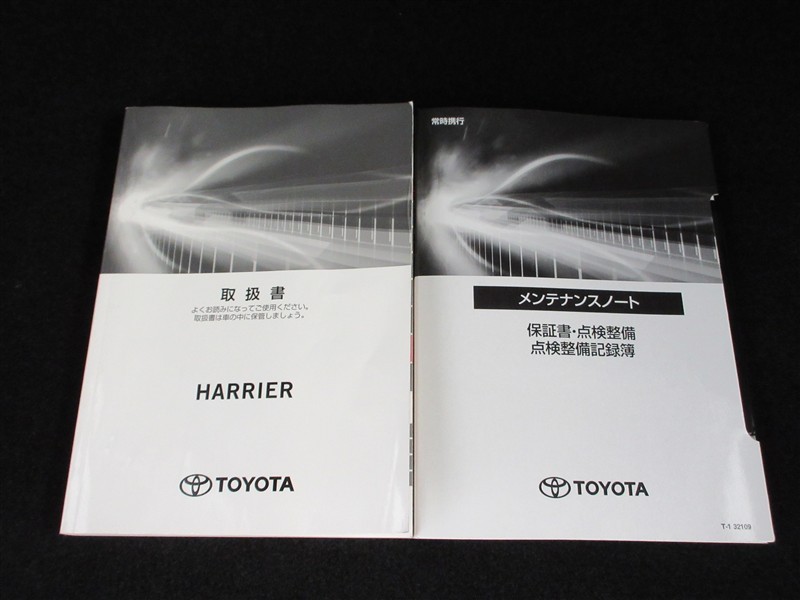 取扱書
よくお読みになってご使用ください。
取扱書は車の中に保管しましょう。
HARRIER
TOYOTA
常時携行
メンテナンスノート
保証書・点検整備
点検整備記録簿
TOYOTA
T-1 32109